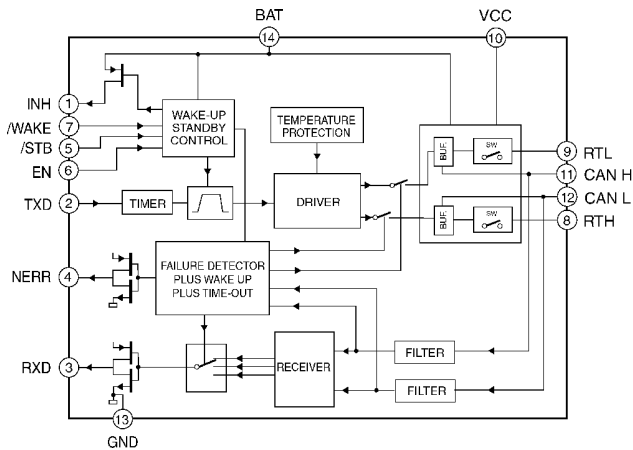 BAT
VCC
14
10
INH 1
/WAKE 7
/STB 5
EN 6
TXD 2
NERR 4
RXD 3
WAKE-UP
STANDBY
CONTROL
TEMPERATURE
PROTECTION
TIMER
DRIVER
BUF.
SW
BUF.
SW
9 RTL
11 CAN H
12 CAN L
8 RTH
FAILURE DETECTOR
PLUS WAKE UP
PLUS TIME-OUT
RECEIVER
FILTER
FILTER
13
GND